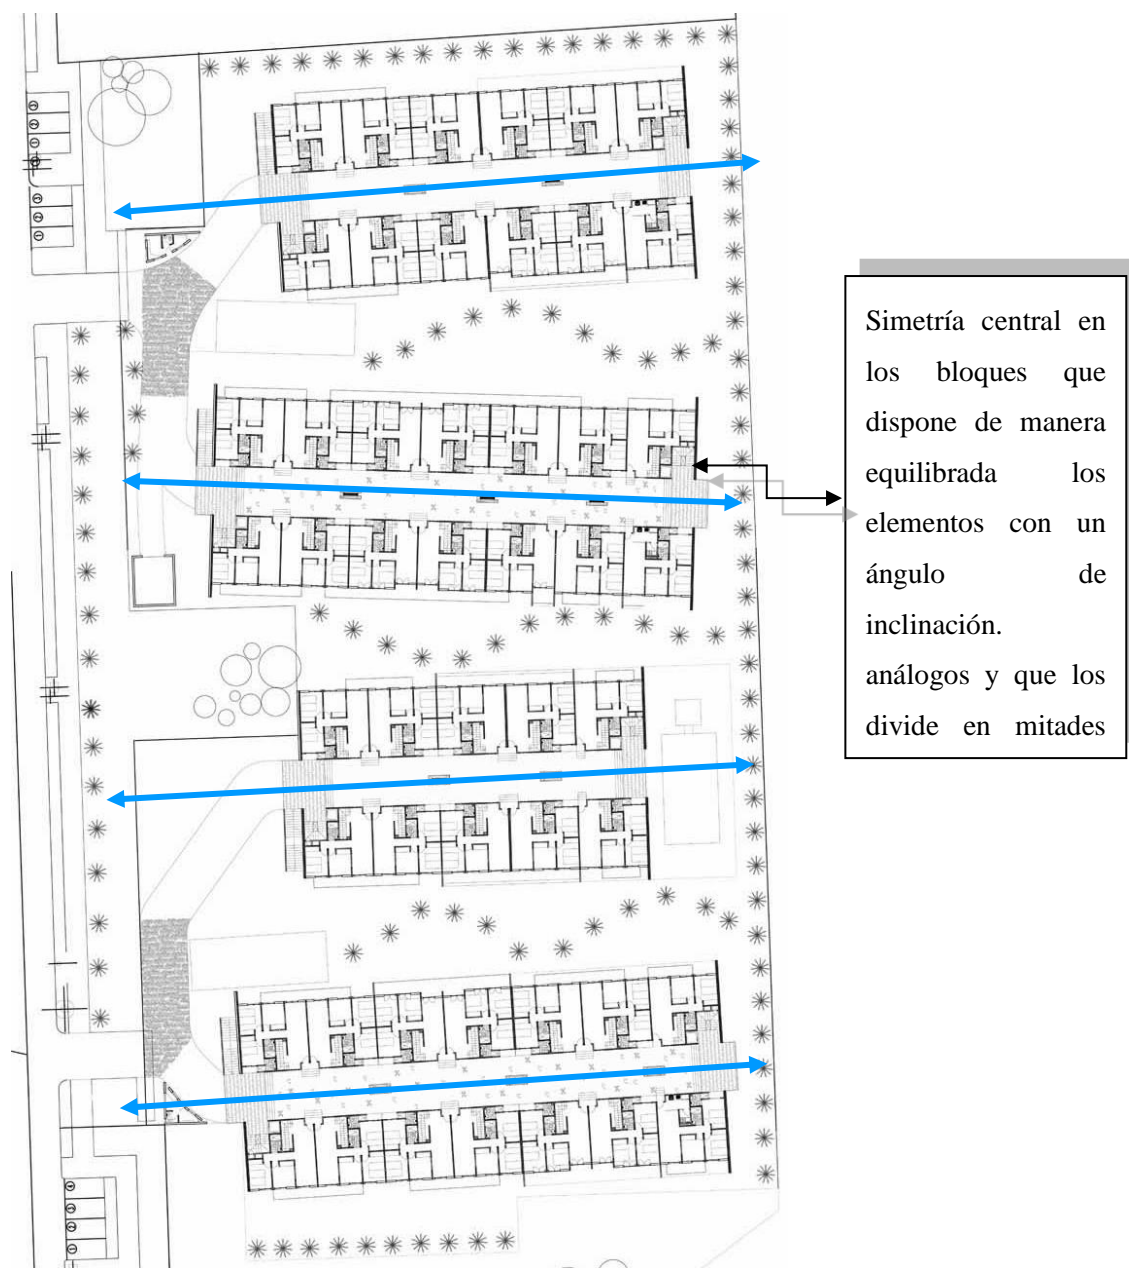 Simetría central en
los bloques que
dispone de manera
equilibrada los
elementos con un
ángulo de
inclinación.
análogos y que los
divide en mitades